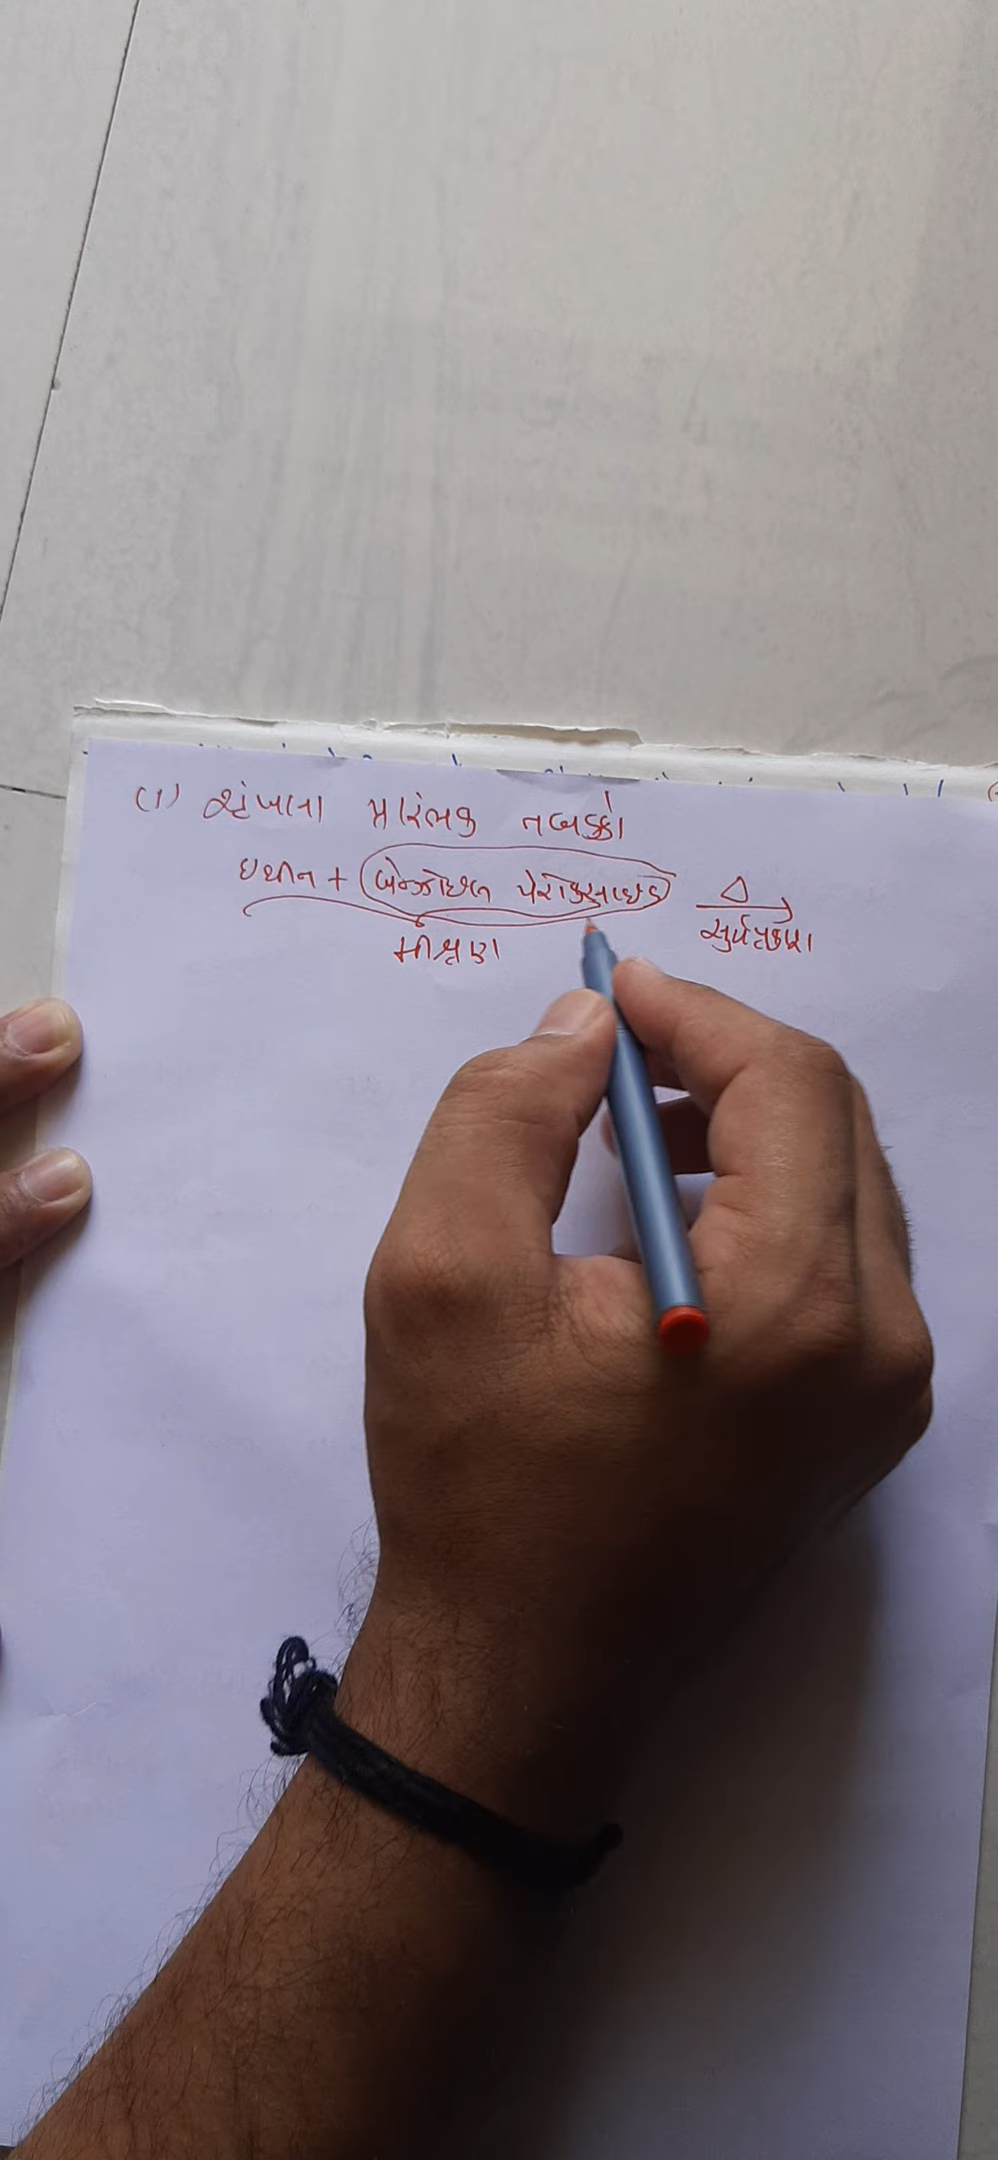 (1) શૃંખલા પ્રારંભક તબક્કો
ઇથીન + બેન્ઝોઇલ પેરોક્સાઇડ Δ
મીશ્રણ સુર્યપ્રકાશ